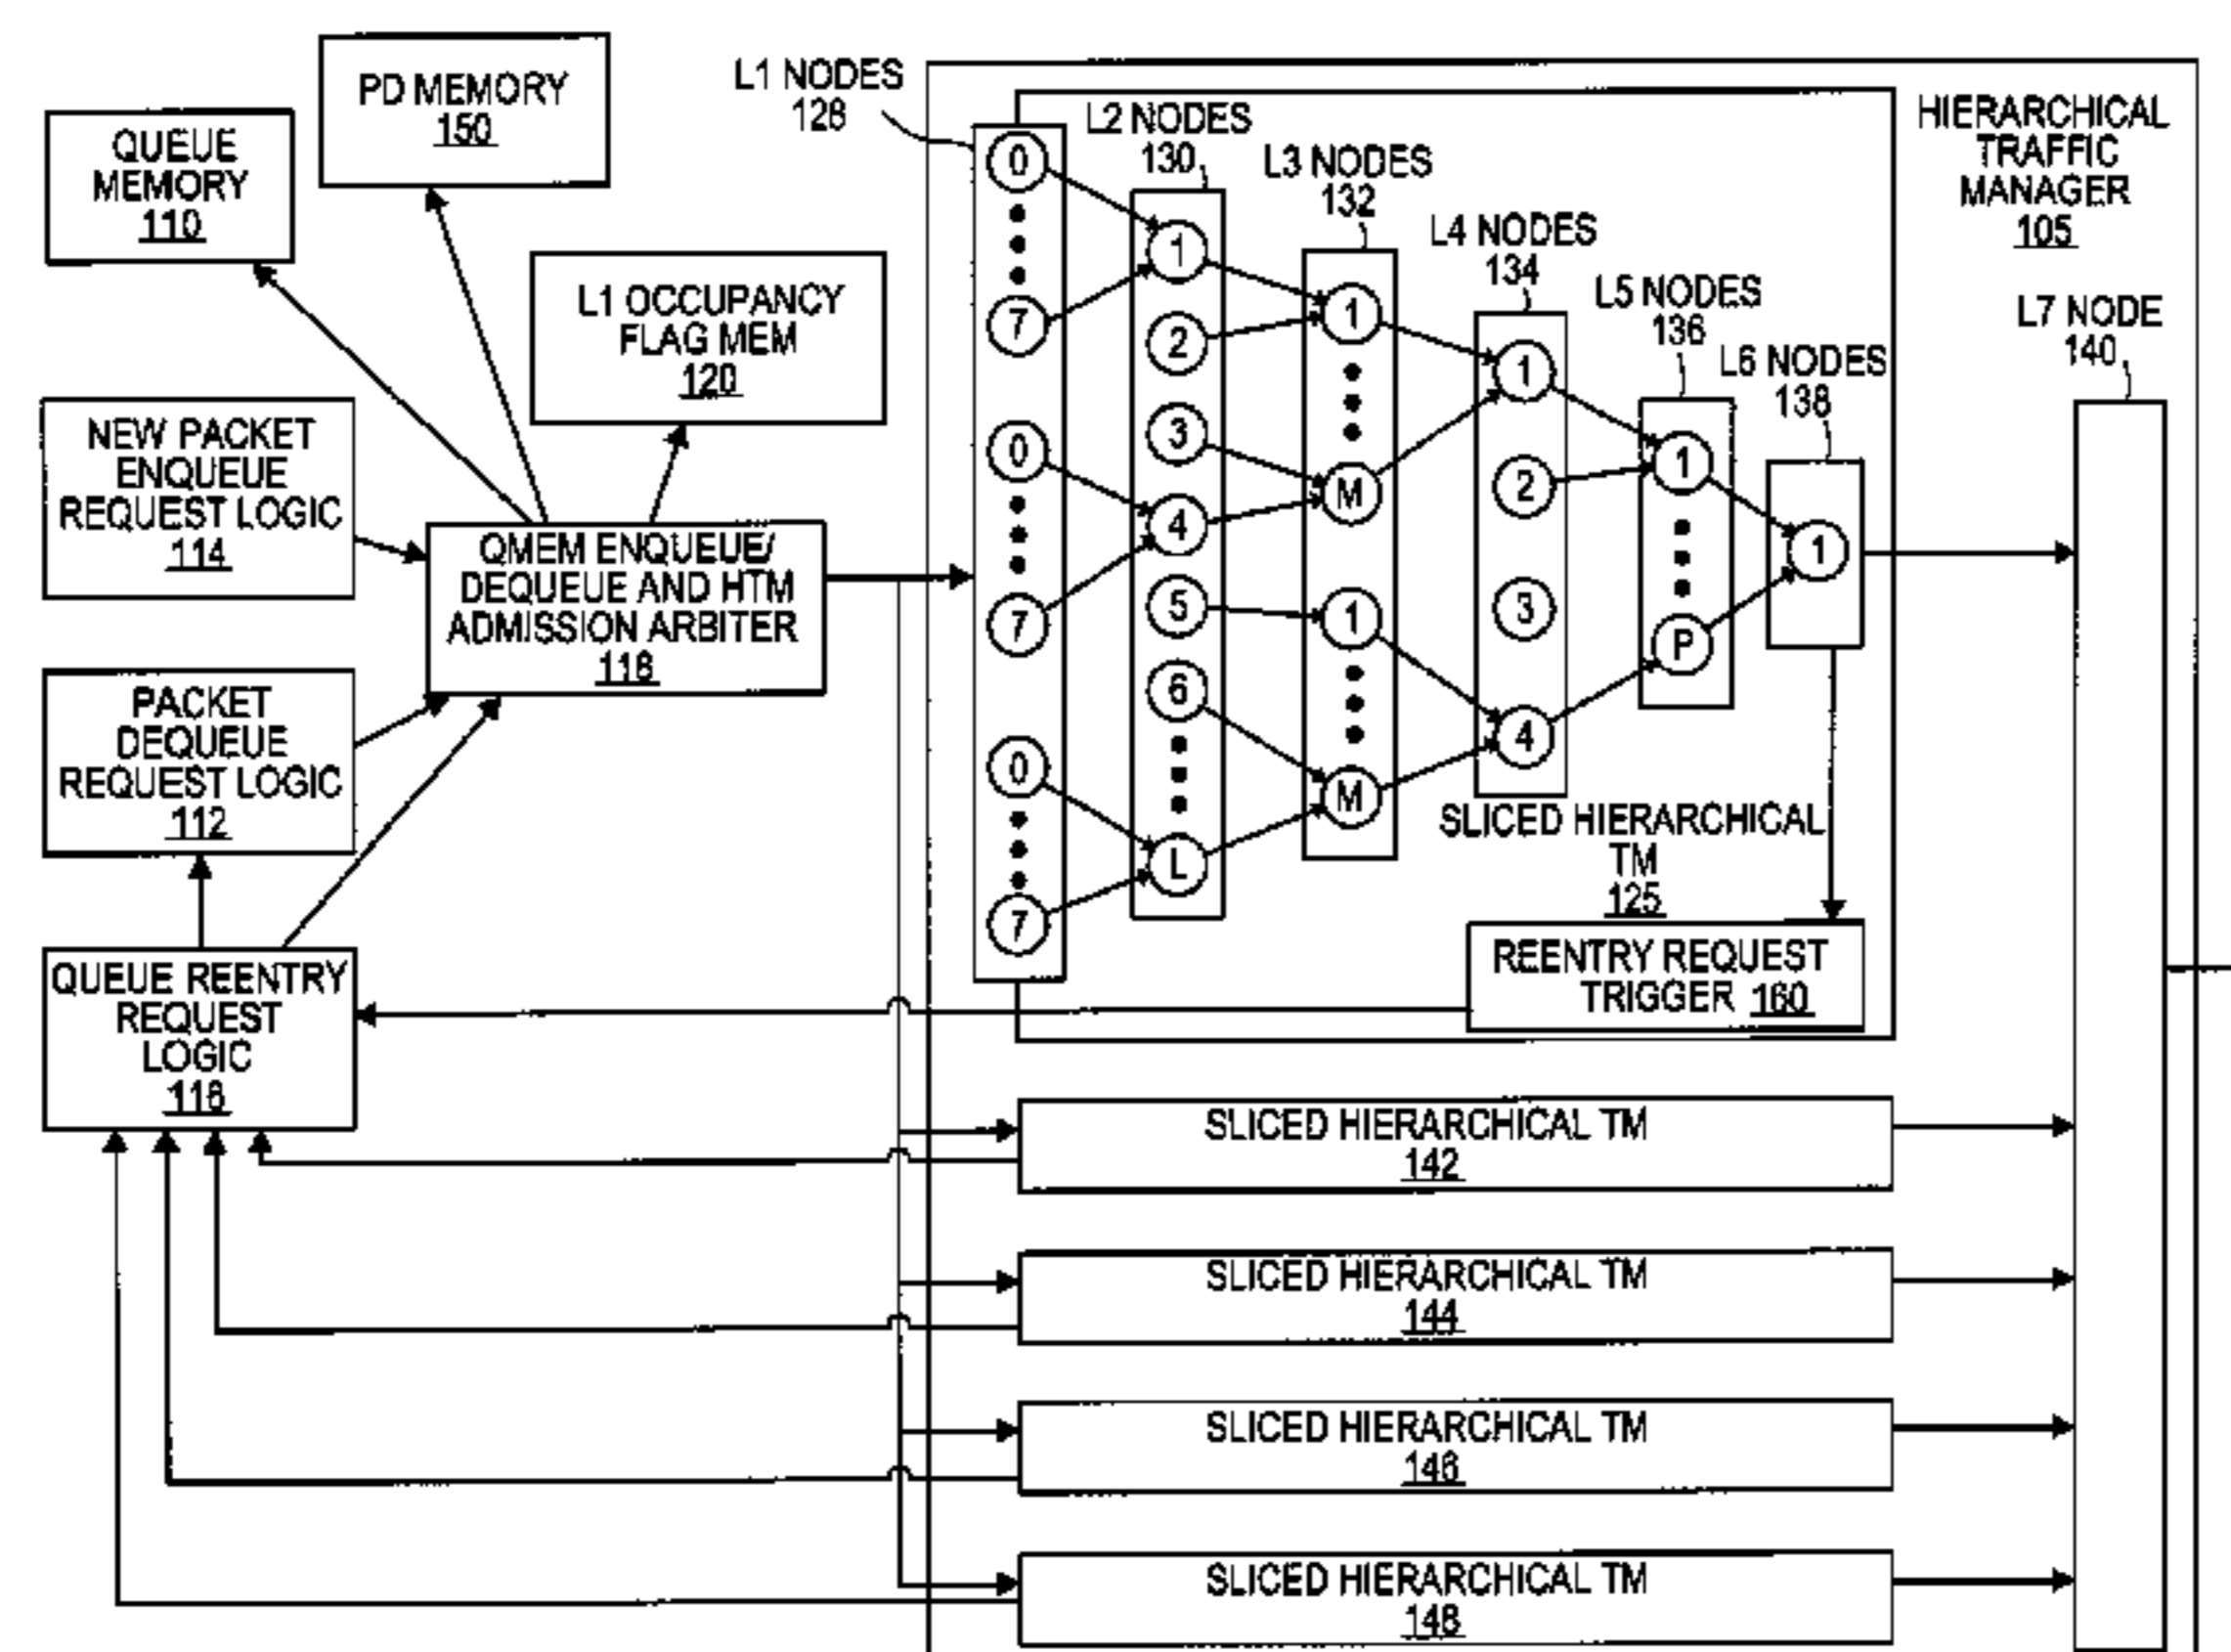 PD MEMORY
150
QUEUE
MEMORY
110
L1 OCCUPANCY
FLAG MEM
120
NEW PACKET
ENQUEUE
REQUEST LOGIC
114
QMEM ENQUEUE/
DEQUEUE AND HTM
ADMISSION ARBITER
118
PACKET
DEQUEUE
REQUEST LOGIC
112
QUEUE REENTRY
REQUEST
LOGIC
116
L1 NODES
128
0
7
0
7
0
7
L2 NODES
130
1
2
3
4
5
6
L
L3 NODES
132
1
M
1
M
L4 NODES
134
1
2
3
4
L5 NODES
136
1
P
L6 NODES
138
1
SLICED HIERARCHICAL
TM
125
REENTRY REQUEST
TRIGGER 160
HIERARCHICAL
TRAFFIC
MANAGER
105
L7 NODE
140
SLICED HIERARCHICAL TM
142
SLICED HIERARCHICAL TM
144
SLICED HIERARCHICAL TM
146
SLICED HIERARCHICAL TM
148